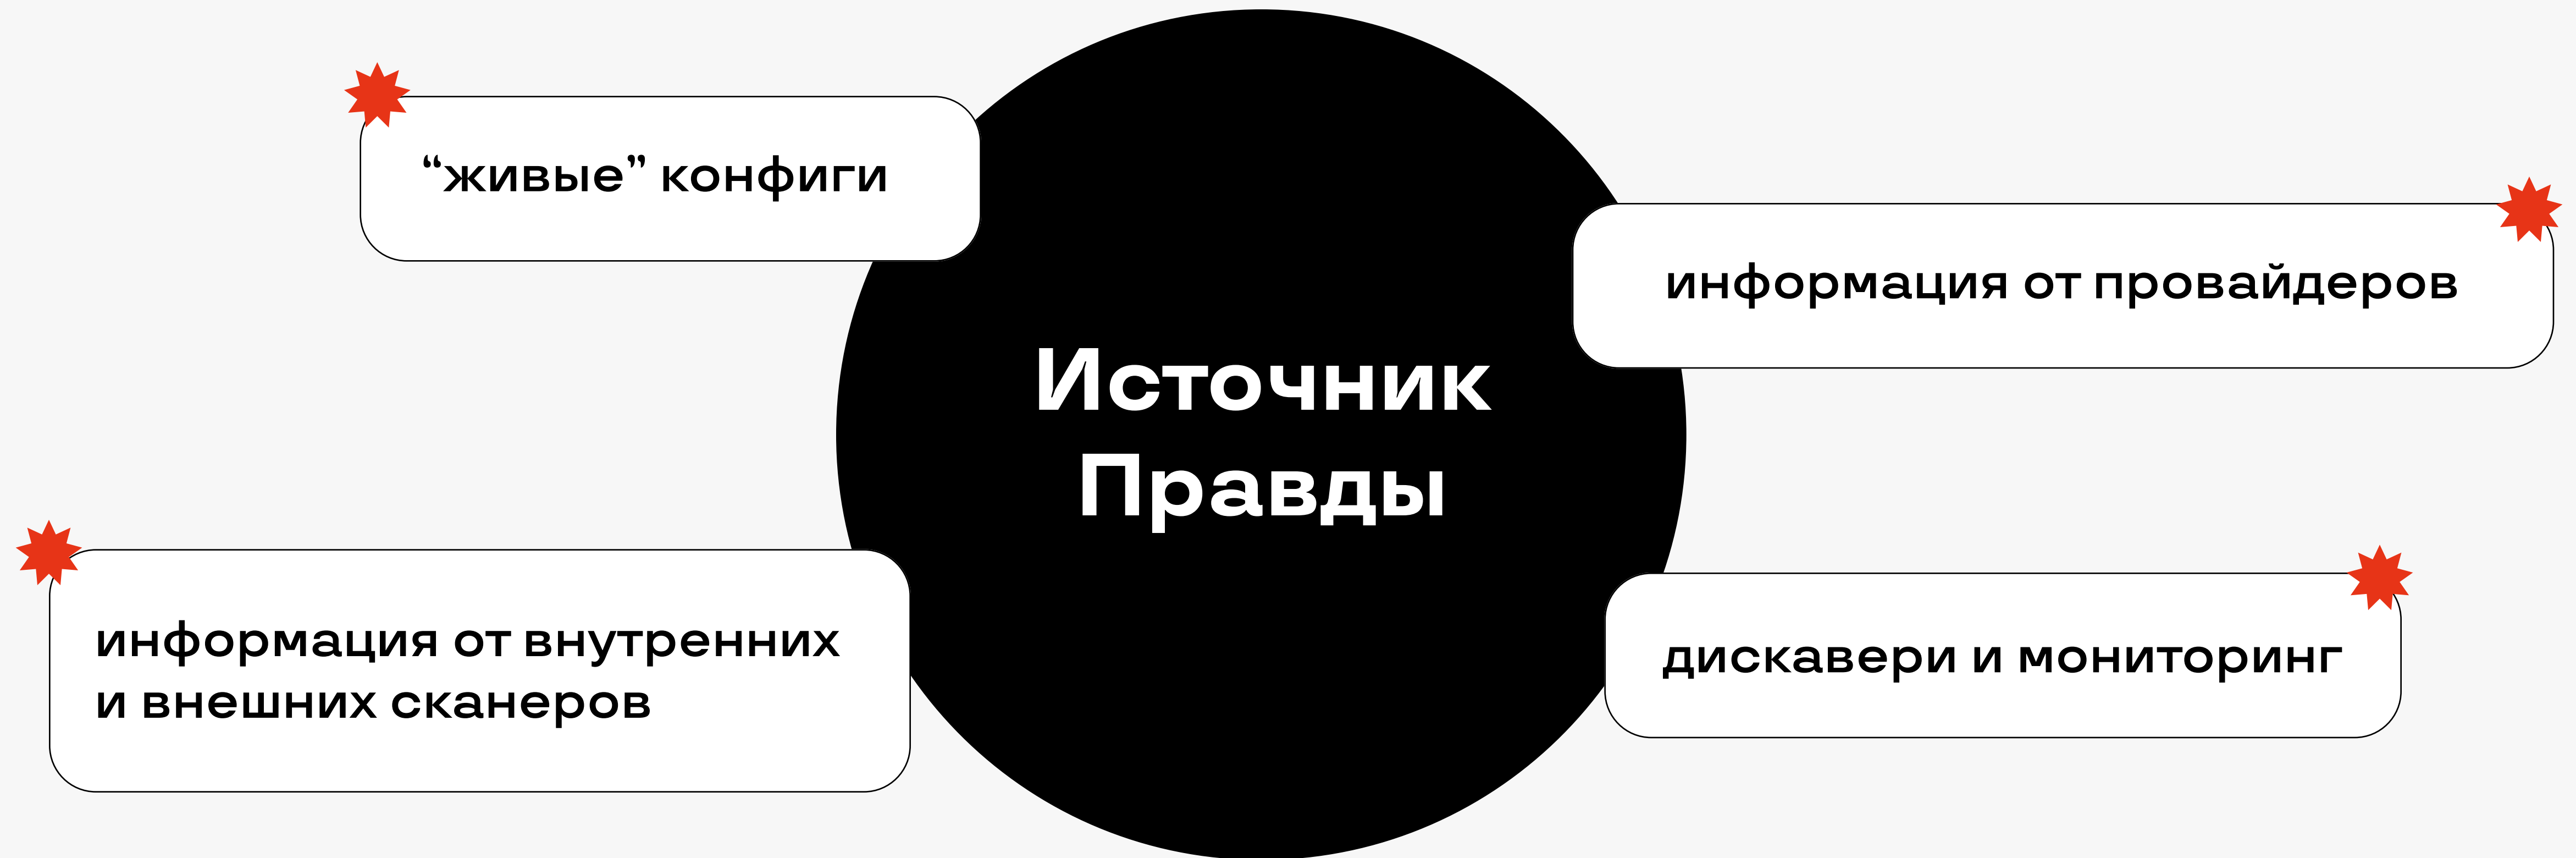 “живые” конфиги
информация от провайдеров
Источник
Правды
информация от внутренних
и внешних сканеров
дискавери и мониторинг